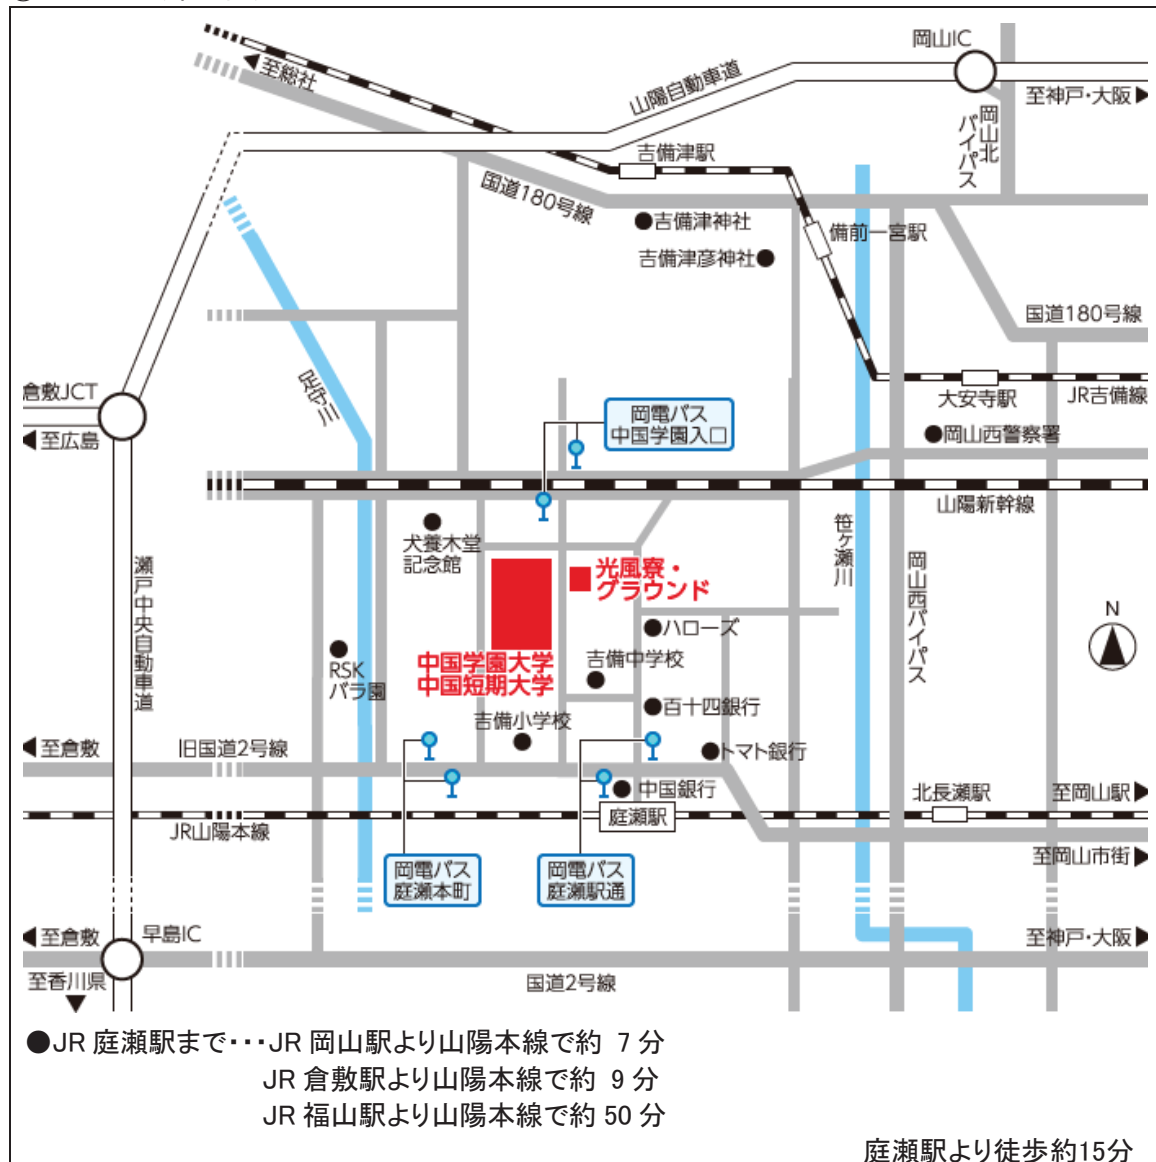 岡山IC
至総社
山陽自動車道
至神戸・大阪
岡山北
バイパス
吉備津駅
国道180号線
吉備津神社
備前一宮駅
吉備津彦神社
国道180号線
足守川
倉敷JCT
大安寺駅
JR吉備線
岡電バス
中国学園入口
至広島
岡山西警察署
山陽新幹線
犬養木堂
記念館
笹ヶ瀬川
瀬戸中央自動車道
岡山西バイパス
光風寮・
グラウンド
N
ハローズ
RSK
バラ園
中国学園大学
中国短期大学
吉備中学校
百十四銀行
吉備小学校
至倉敷
旧国道2号線
トマト銀行
中国銀行
北長瀬駅
至岡山駅
庭瀬駅
JR山陽本線
至岡山市街
岡電バス
庭瀬本町
岡電バス
庭瀬駅通
至倉敷
早島IC
至神戸・大阪
至香川県
国道2号線
●JR 庭瀬駅まで・・・JR 岡山駅より山陽本線で約 7 分
JR 倉敷駅より山陽本線で約 9 分
JR 福山駅より山陽本線で約 50 分
庭瀬駅より徒歩約15分